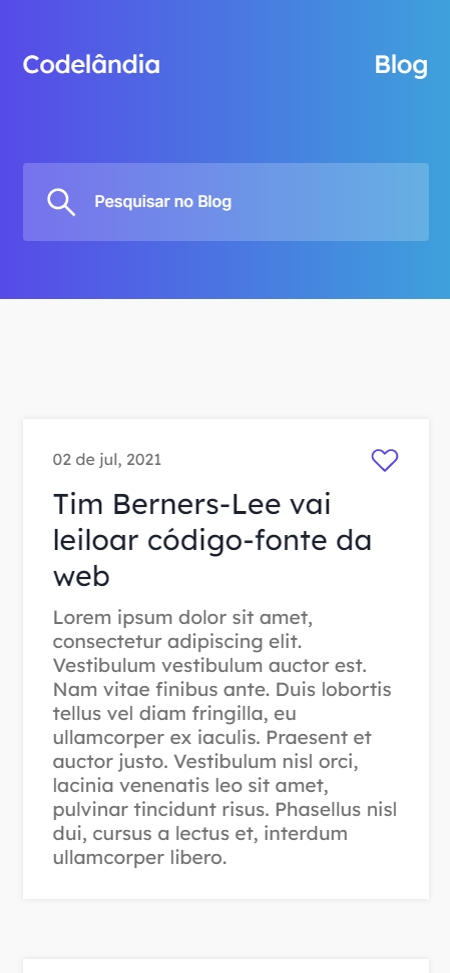 Codelândia
Blog
Pesquisar no Blog
02 de jul, 2021
Tim Berners-Lee vai
leiloar código-fonte da
web
Lorem ipsum dolor sit amet,
consectetur adipiscing elit.
Vestibulum vestibulum auctor est.
Nam vitae finibus ante. Duis lobortis
tellus vel diam fringilla, eu
ullamcorper ex iaculis. Praesent et
auctor justo. Vestibulum nisl orci,
lacinia venenatis leo sit amet,
pulvinar tincidunt risus. Phasellus nisl
dui, cursus a lectus et, interdum
ullamcorper libero.